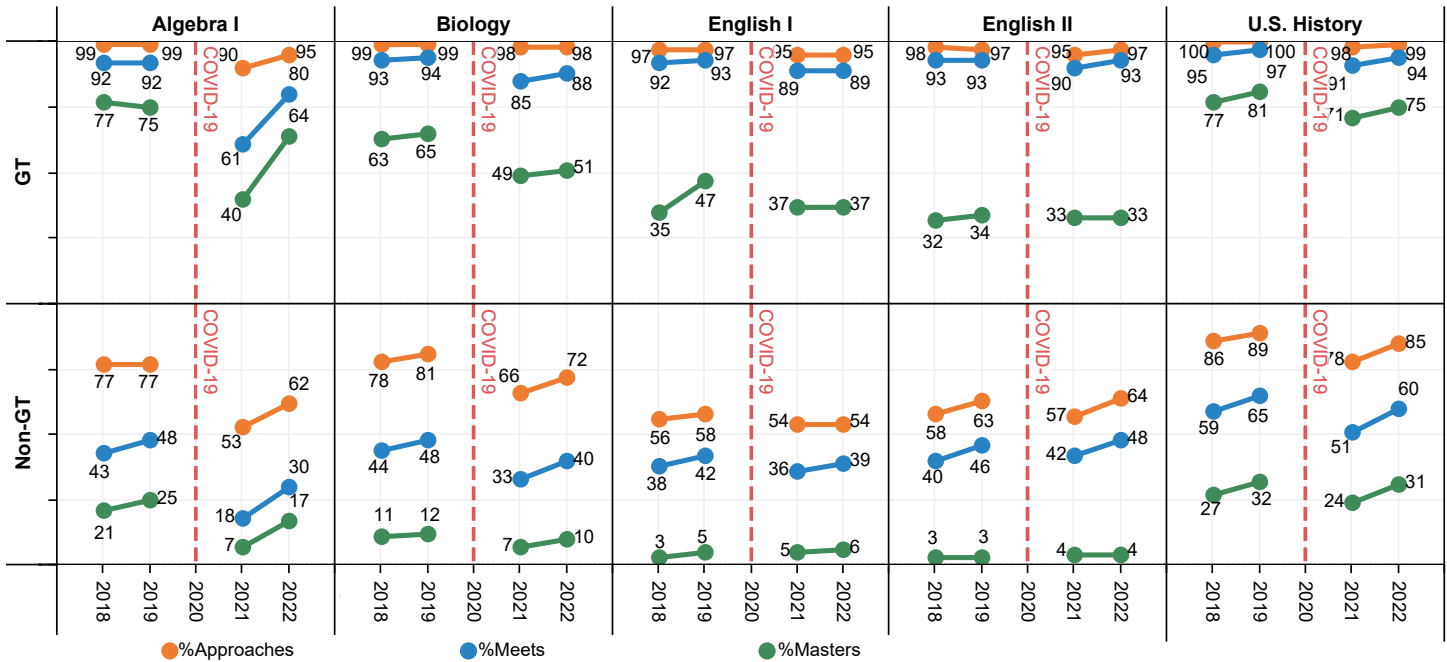 Algebra I Biology English I English II U.S. History
GT
99 99 90 95
92 92 80
77 75 64
61
40
COVID-19
99 99 98 98
93 94 85 88
63 65 49 51
COVID-19
97 97 95 95
92 93 89 89
35 47 37 37
COVID-19
98 97 95 97
93 93 90 93
32 34 33 33
COVID-19
100 100 98 99
95 97 91 94
77 81 71 75
COVID-19
Non-GT
77 77 53 62
43 48 18 30
21 25 7 17
COVID-19
78 81 66 72
44 48 33 40
11 12 7 10
COVID-19
56 58 54 54
38 42 36 39
3 5 5 6
COVID-19
58 63 57 64
40 46 42 48
3 3 4 4
COVID-19
86 89 78 85
59 65 51 60
27 32 24 31
COVID-19
2018 2019 2020 2021 2022 2018 2019 2020 2021 2022 2018 2019 2020 2021 2022 2018 2019 2020 2021 2022 2018 2019 2020 2021 2022
%Approaches %Meets %Masters